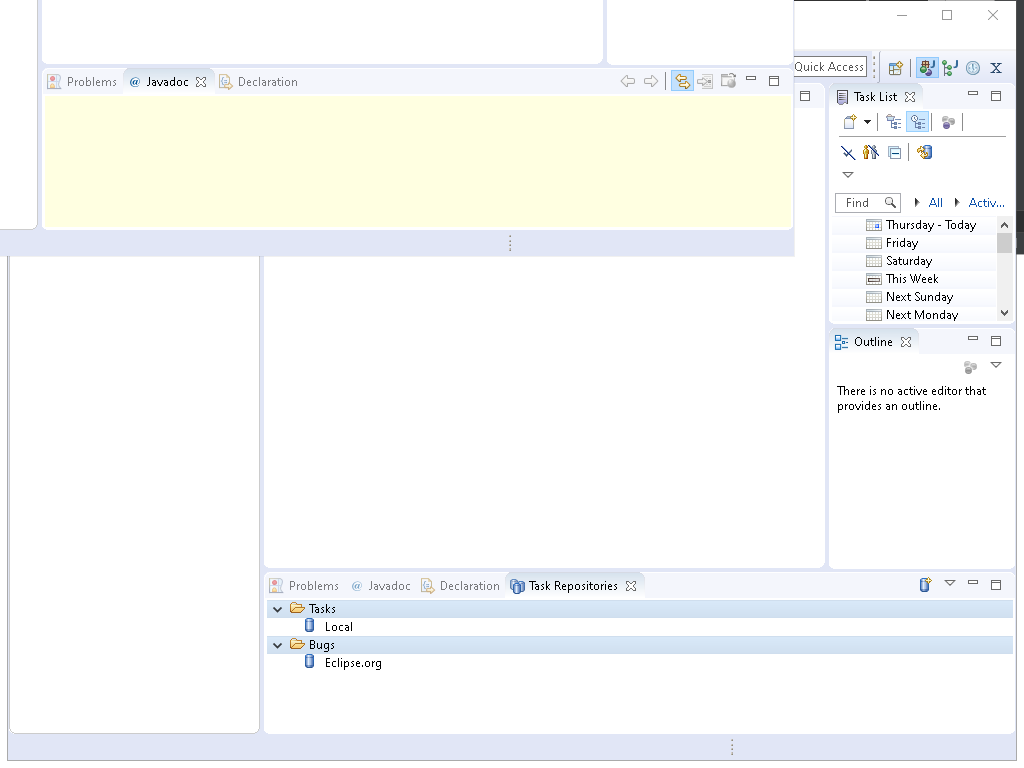 Problems @ Javadoc Declaration
Quick Access
Task List
Find All Activ...
Thursday - Today
Friday
Saturday
This Week
Next Sunday
Next Monday
Outline
There is no active editor that
provides an outline.
Problems @ Javadoc Declaration Task Repositories
Tasks
Local
Bugs
Eclipse.org